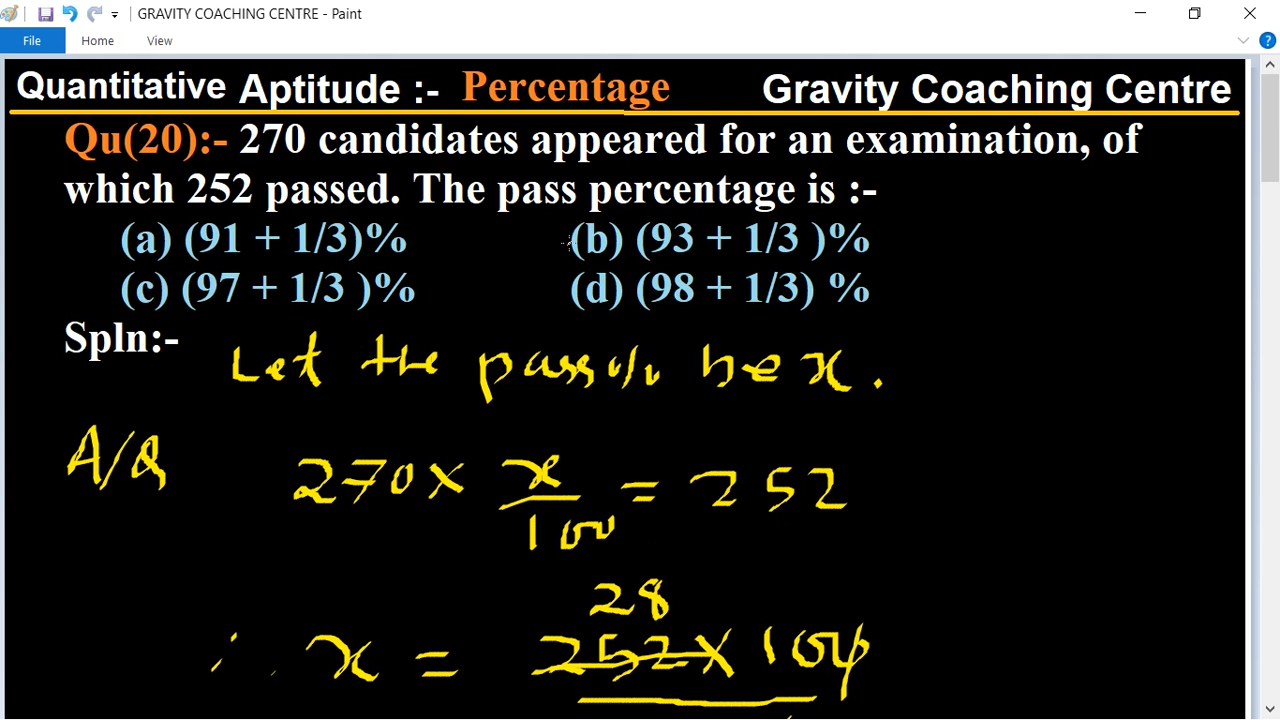 GRAVITY COACHING CENTRE - Paint
File Home View
Quantitative Aptitude :- Percentage Gravity Coaching Centre
Qu(20):- 270 candidates appeared for an examination, of
which 252 passed. The pass percentage is :-
(a) (91 + 1/3)% (b) (93 + 1/3 )%
(c) (97 + 1/3 )% (d) (98 + 1/3) %
Spln:- Let the pass % be x.
A/Q 270 × x/100 = 252
28
∴ x = 252 × 100